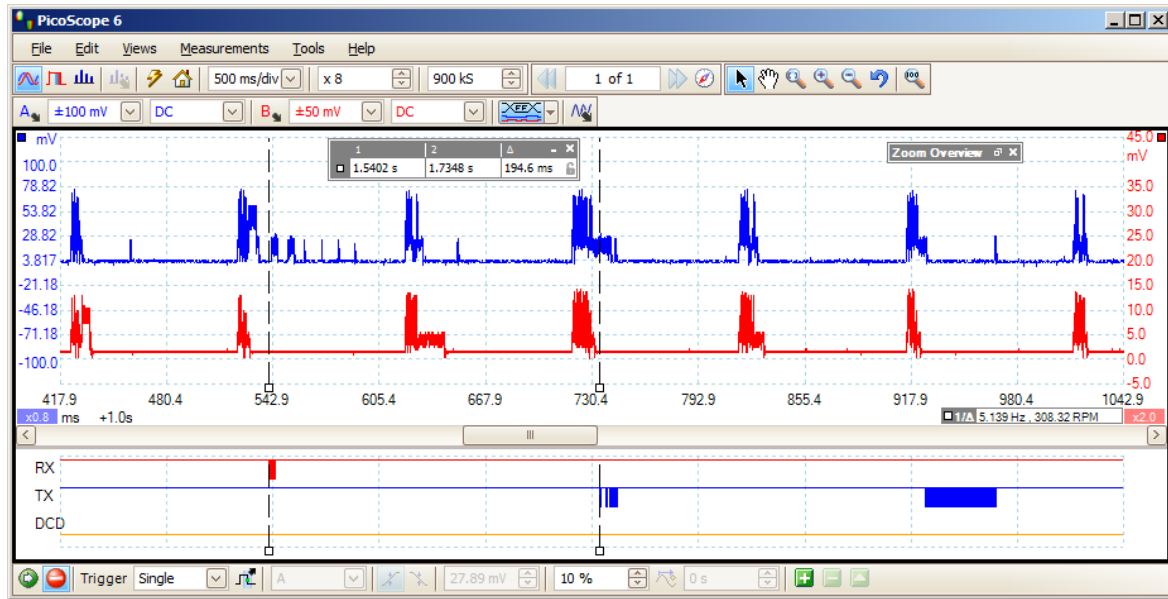 PicoScope 6
File Edit Views Measurements Tools Help
500 ms/div x 8 900 kS 1 of 1
A ±100 mV DC B ±50 mV DC
mV 45.0
mV
1 2 Δ
1.5402 s 1.7348 s 194.6 ms
Zoom Overview
100.0
78.82 35.0
53.82 30.0
28.82 25.0
3.817 20.0
-21.18 15.0
-46.18 10.0
-71.18 5.0
-100.0 0.0
-5.0
417.9 480.4 542.9 605.4 667.9 730.4 792.9 855.4 917.9 980.4 1042.9
x0.8 ms +1.0s 1/Δ 5.139 Hz , 308.32 RPM x2.0
RX
TX
DCD
Trigger Single A 27.89 mV 10 % 0 s